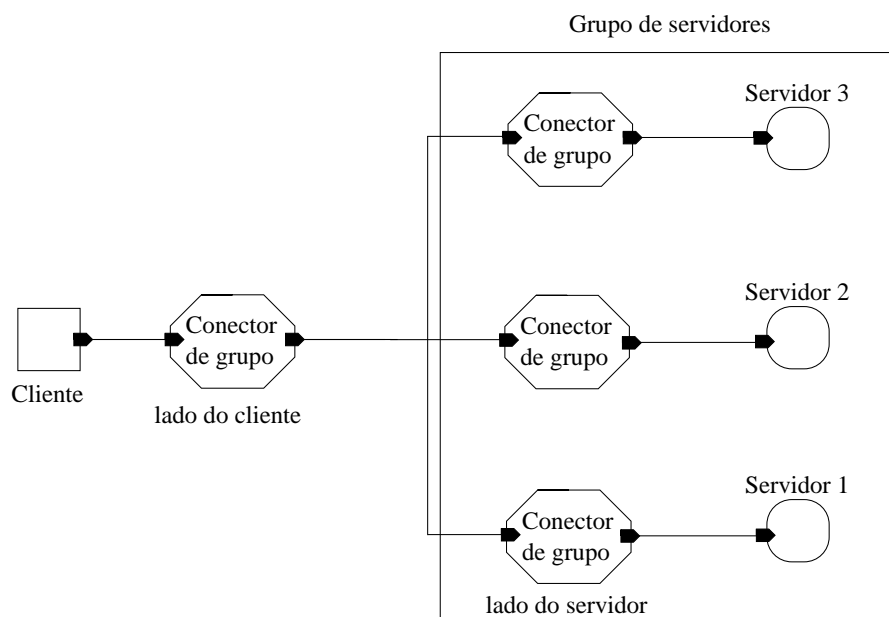 Grupo de servidores
Servidor 3
Conector
de grupo
Servidor 2
Conector
de grupo
Conector
de grupo
Cliente
lado do cliente
Servidor 1
Conector
de grupo
lado do servidor